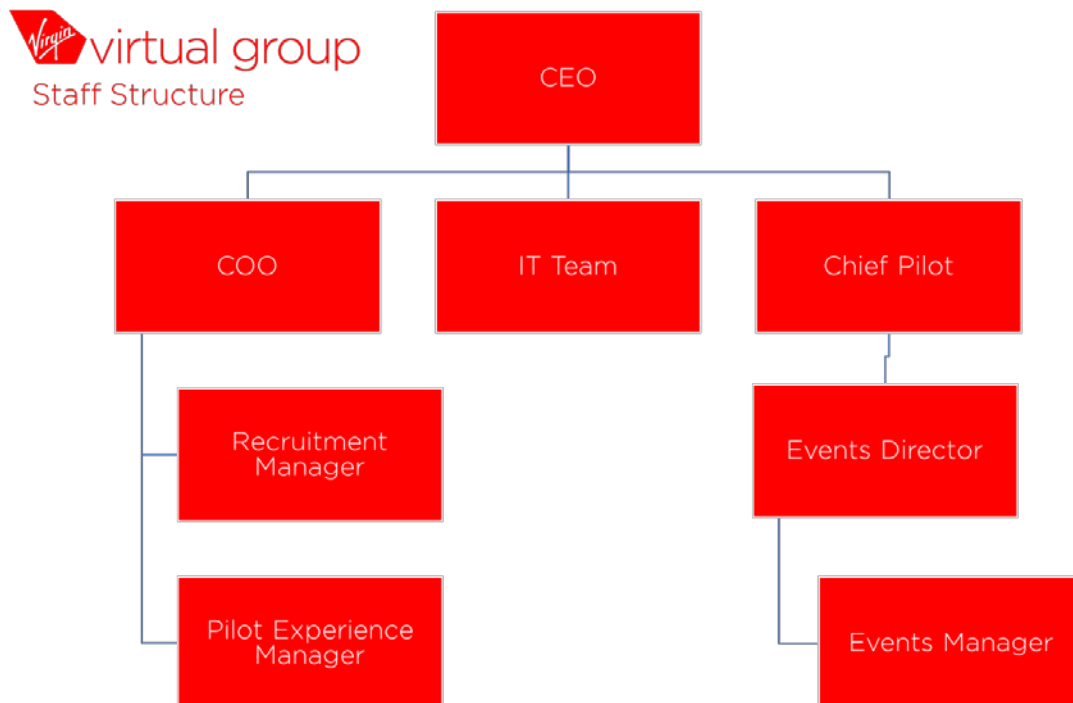 Virgin virtual group
Staff Structure
CEO
COO
IT Team
Chief Pilot
Recruitment
Manager
Events Director
Pilot Experience
Manager
Events Manager